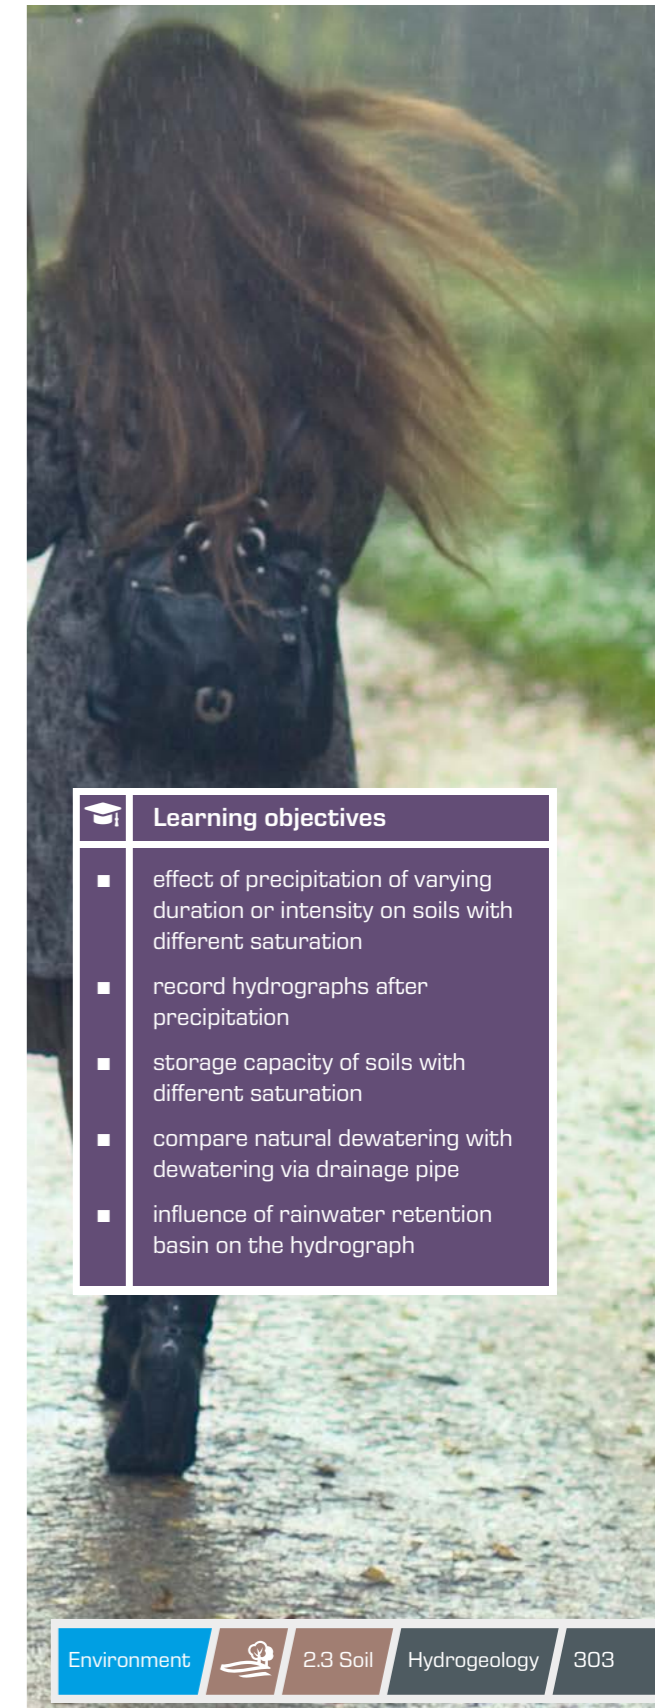 Learning objectives
■ effect of precipitation of varying
duration or intensity on soils with
different saturation
■ record hydrographs after
precipitation
■ storage capacity of soils with
different saturation
■ compare natural dewatering with
dewatering via drainage pipe
■ influence of rainwater retention
basin on the hydrograph
Environment 2.3 Soil Hydrogeology 303